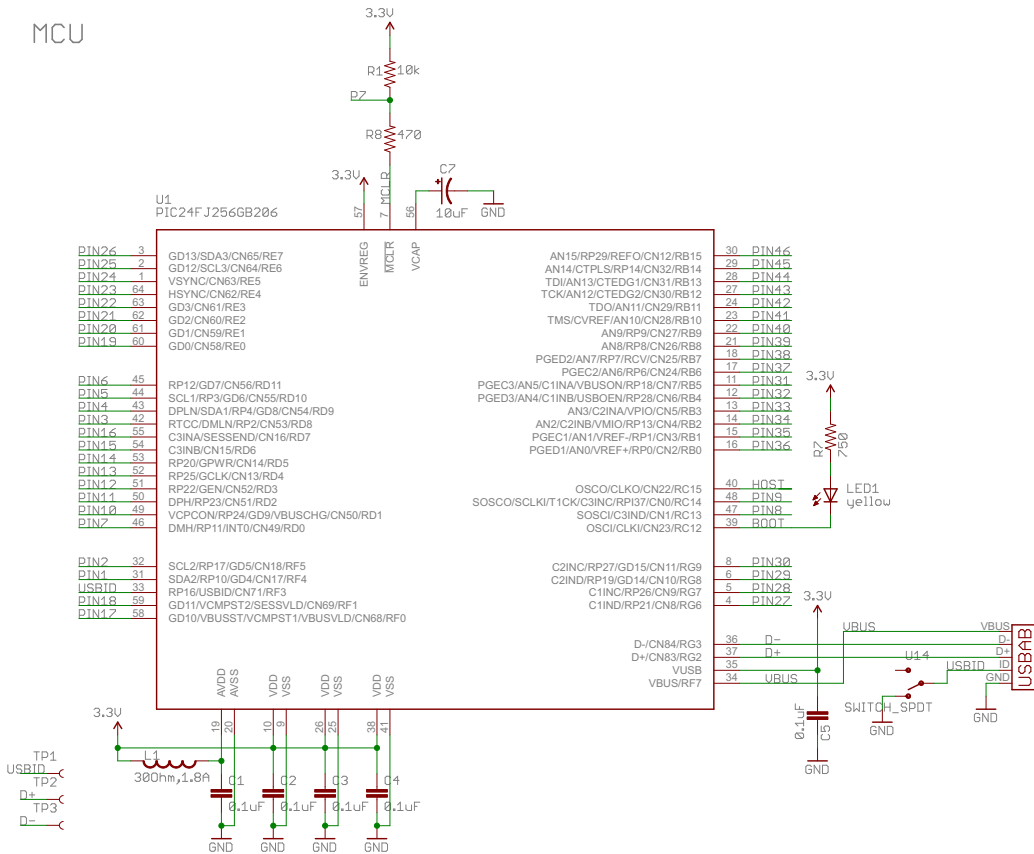 MCU
3.3V
R1 10k
P7
R8 470
MCLR
3.3V
C7
10uF
GND
U1
PIC24FJ256GB206
57 ENVREG
7 MCLR
56 VCAP
PIN26 3 GD13/SDA3/CN65/RE7
PIN25 2 GD12/SCL3/CN64/RE6
PIN24 1 VSYNC/CN63/RE5
PIN23 64 HSYNC/CN62/RE4
PIN22 63 GD3/CN61/RE3
PIN21 62 GD2/CN60/RE2
PIN20 61 GD1/CN59/RE1
PIN19 60 GD0/CN58/RE0
PIN6 45 RP12/GD7/CN56/RD11
PIN5 44 SCL1/RP3/GD6/CN55/RD10
PIN4 43 DPLN/SDA1/RP4/GD8/CN54/RD9
PIN3 42 RTCC/DMLN/RP2/CN53/RD8
PIN16 55 C3INA/SESSEND/CN16/RD7
PIN15 54 C3INB/CN15/RD6
PIN14 53 RP20/GPWR/CN14/RD5
PIN13 52 RP25/GCLK/CN13/RD4
PIN12 51 RP22/GEN/CN52/RD3
PIN11 50 DPH/RP23/CN51/RD2
PIN10 49 VCPCON/RP24/GD9/VBUSCHG/CN50/RD1
PIN7 46 DMH/RP11/INT0/CN49/RD0
PIN2 32 SCL2/RP17/GD5/CN18/RF5
PIN1 31 SDA2/RP10/GD4/CN17/RF4
USBID 33 RP16/USBID/CN71/RF3
PIN18 59 GD11/VCMPST2/SESSVLD/CN69/RF1
PIN17 58 GD10/VBUSST/VCMPST1/VBUSVLD/CN68/RF0
AN15/RP29/REFO/CN12/RB15 30 PIN46
AN14/CTPLS/RP14/CN32/RB14 29 PIN45
TDI/AN13/CTEDG1/CN31/RB13 28 PIN44
TCK/AN12/CTEDG2/CN30/RB12 27 PIN43
TDO/AN11/CN29/RB11 24 PIN42
TMS/CVREF/AN10/CN28/RB10 23 PIN41
AN9/RP9/CN27/RB9 22 PIN40
AN8/RP8/CN26/RB8 21 PIN39
PGED2/AN7/RP7/RCV/CN25/RB7 18 PIN38
PGEC2/AN6/RP6/CN24/RB6 17 PIN37
PGEC3/AN5/C1INA/VBUSON/RP18/CN7/RB5 11 PIN31
PGED3/AN4/C1INB/USBOEN/RP28/CN6/RB4 12 PIN32
AN3/C2INA/VPIO/CN5/RB3 13 PIN33
AN2/C2INB/VMIO/RP13/CN4/RB2 14 PIN34
PGEC1/AN1/VREF-/RP1/CN3/RB1 15 PIN35
PGED1/AN0/VREF+/RP0/CN2/RB0 16 PIN36
OSCO/CLKO/CN22/RC15 40 HOST
SOSCO/SCLKI/T1CK/C3INC/RPI37/CN0/RC14 48 PIN9
SOSCI/C3IND/CN1/RC13 47 PIN8
OSCI/CLKI/CN23/RC12 39 BOOT
3.3V
R7
750
LED1
yellow
C2INC/RP27/GD15/CN11/RG9 8 PIN30
C2IND/RP19/GD14/CN10/RG8 6 PIN29
C1INC/RP26/CN9/RG7 5 PIN28
C1IND/RP21/CN8/RG6 4 PIN27
3.3V
D-/CN84/RG3 36 D-
D+/CN83/RG2 37 D+
VUSB 35
VBUS/RF7 34 VBUS
VBUS
VBUS
D-
D+
ID
GND
USBAB
U14
USBID
SWITCH_SPDT
GND
GND
0.1uF
C5
GND
AVDD 19
AVSS 20
VDD 10
VSS 9
VDD 26
VSS 25
VDD 38
VSS 41
3.3V
L1
30Ohm,1.8A
C1 0.1uF
C2 0.1uF
C3 0.1uF
C4 0.1uF
GND
GND
GND
GND
TP1
USBID
TP2
D+
TP3
D-